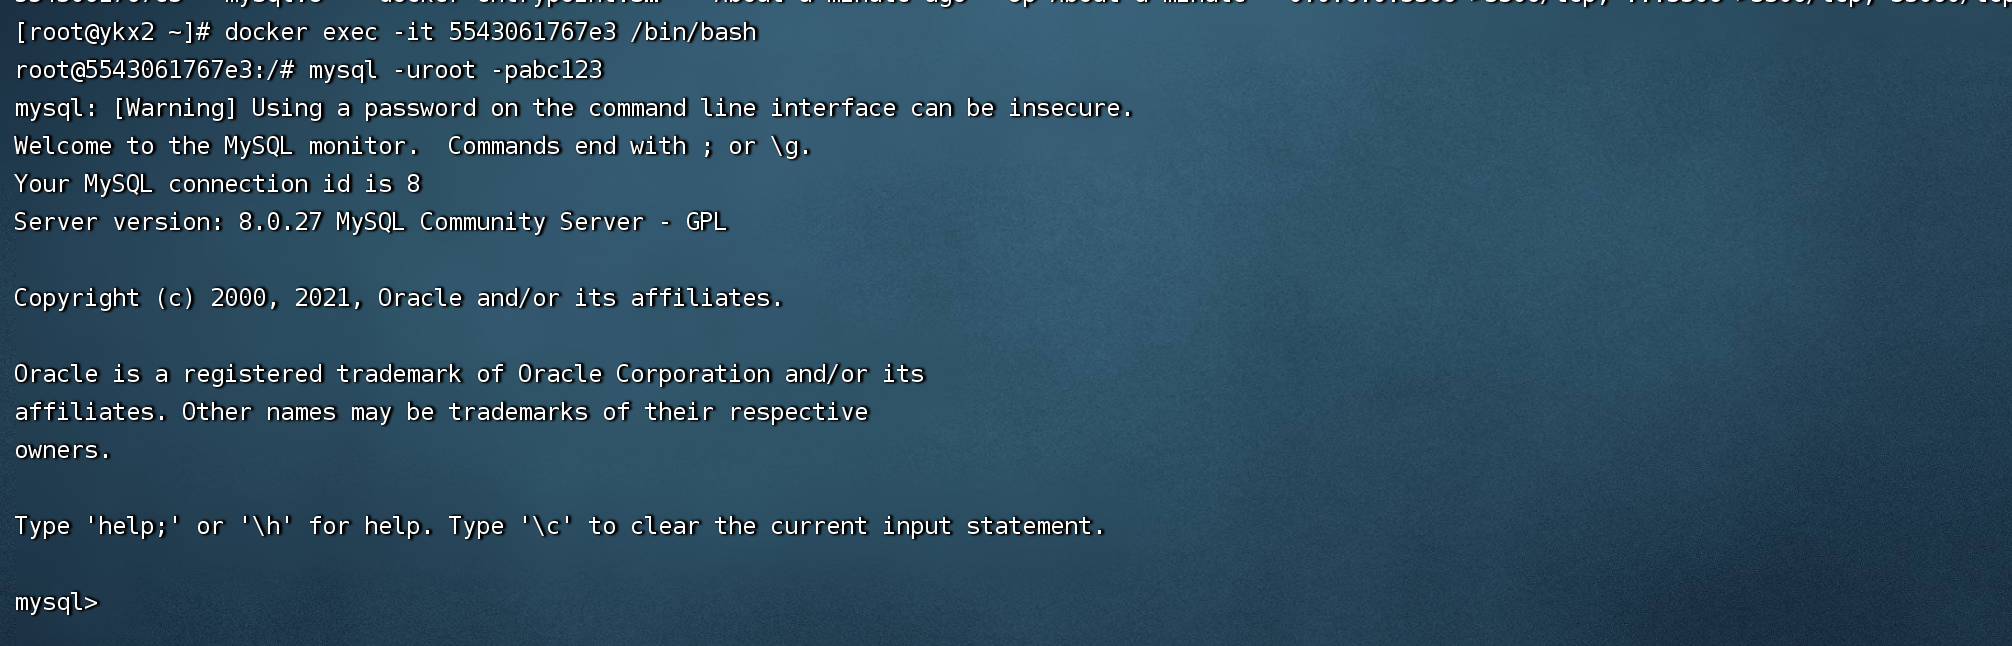 [root@ykx2 ~]# docker exec -it 5543061767e3 /bin/bash
root@5543061767e3:/# mysql -uroot -pabc123
mysql: [Warning] Using a password on the command line interface can be insecure.
Welcome to the MySQL monitor.  Commands end with ; or \g.
Your MySQL connection id is 8
Server version: 8.0.27 MySQL Community Server - GPL
Copyright (c) 2000, 2021, Oracle and/or its affiliates.
Oracle is a registered trademark of Oracle Corporation and/or its
affiliates. Other names may be trademarks of their respective
owners.
Type 'help;' or '\h' for help. Type '\c' to clear the current input statement.
mysql>